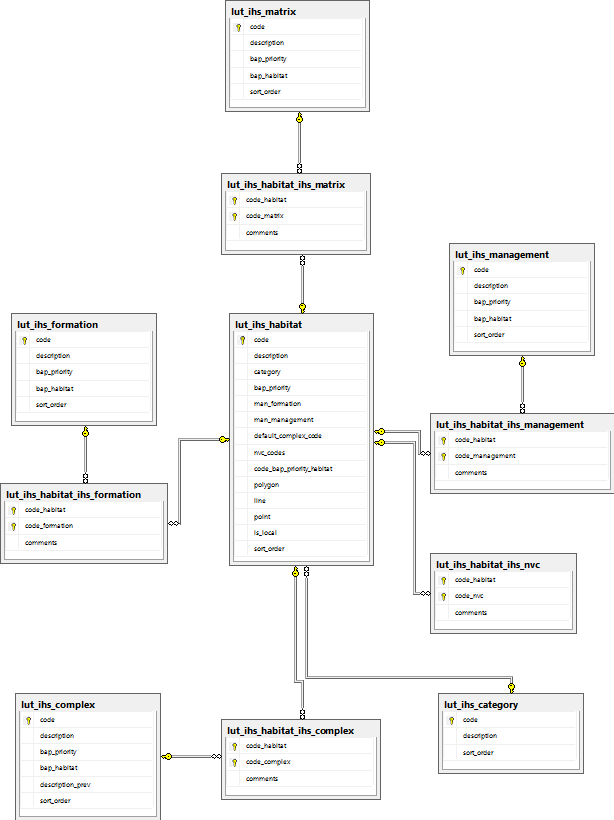 lut_ihs_matrix
code
description
bap_priority
bap_habitat
sort_order
lut_ihs_habitat_ihs_matrix
code_habitat
code_matrix
comments
lut_ihs_management
code
description
bap_priority
bap_habitat
sort_order
lut_ihs_formation
code
description
bap_priority
bap_habitat
sort_order
lut_ihs_habitat
code
description
category
bap_priority
man_formation
man_management
default_complex_code
nvc_codes
code_bap_priority_habitat
polygon
line
point
is_local
sort_order
lut_ihs_habitat_ihs_management
code_habitat
code_management
comments
lut_ihs_habitat_ihs_formation
code_habitat
code_formation
comments
lut_ihs_habitat_ihs_nvc
code_habitat
code_nvc
comments
lut_ihs_complex
code
description
bap_priority
bap_habitat
description_prev
sort_order
lut_ihs_habitat_ihs_complex
code_habitat
code_complex
comments
lut_ihs_category
code
description
sort_order